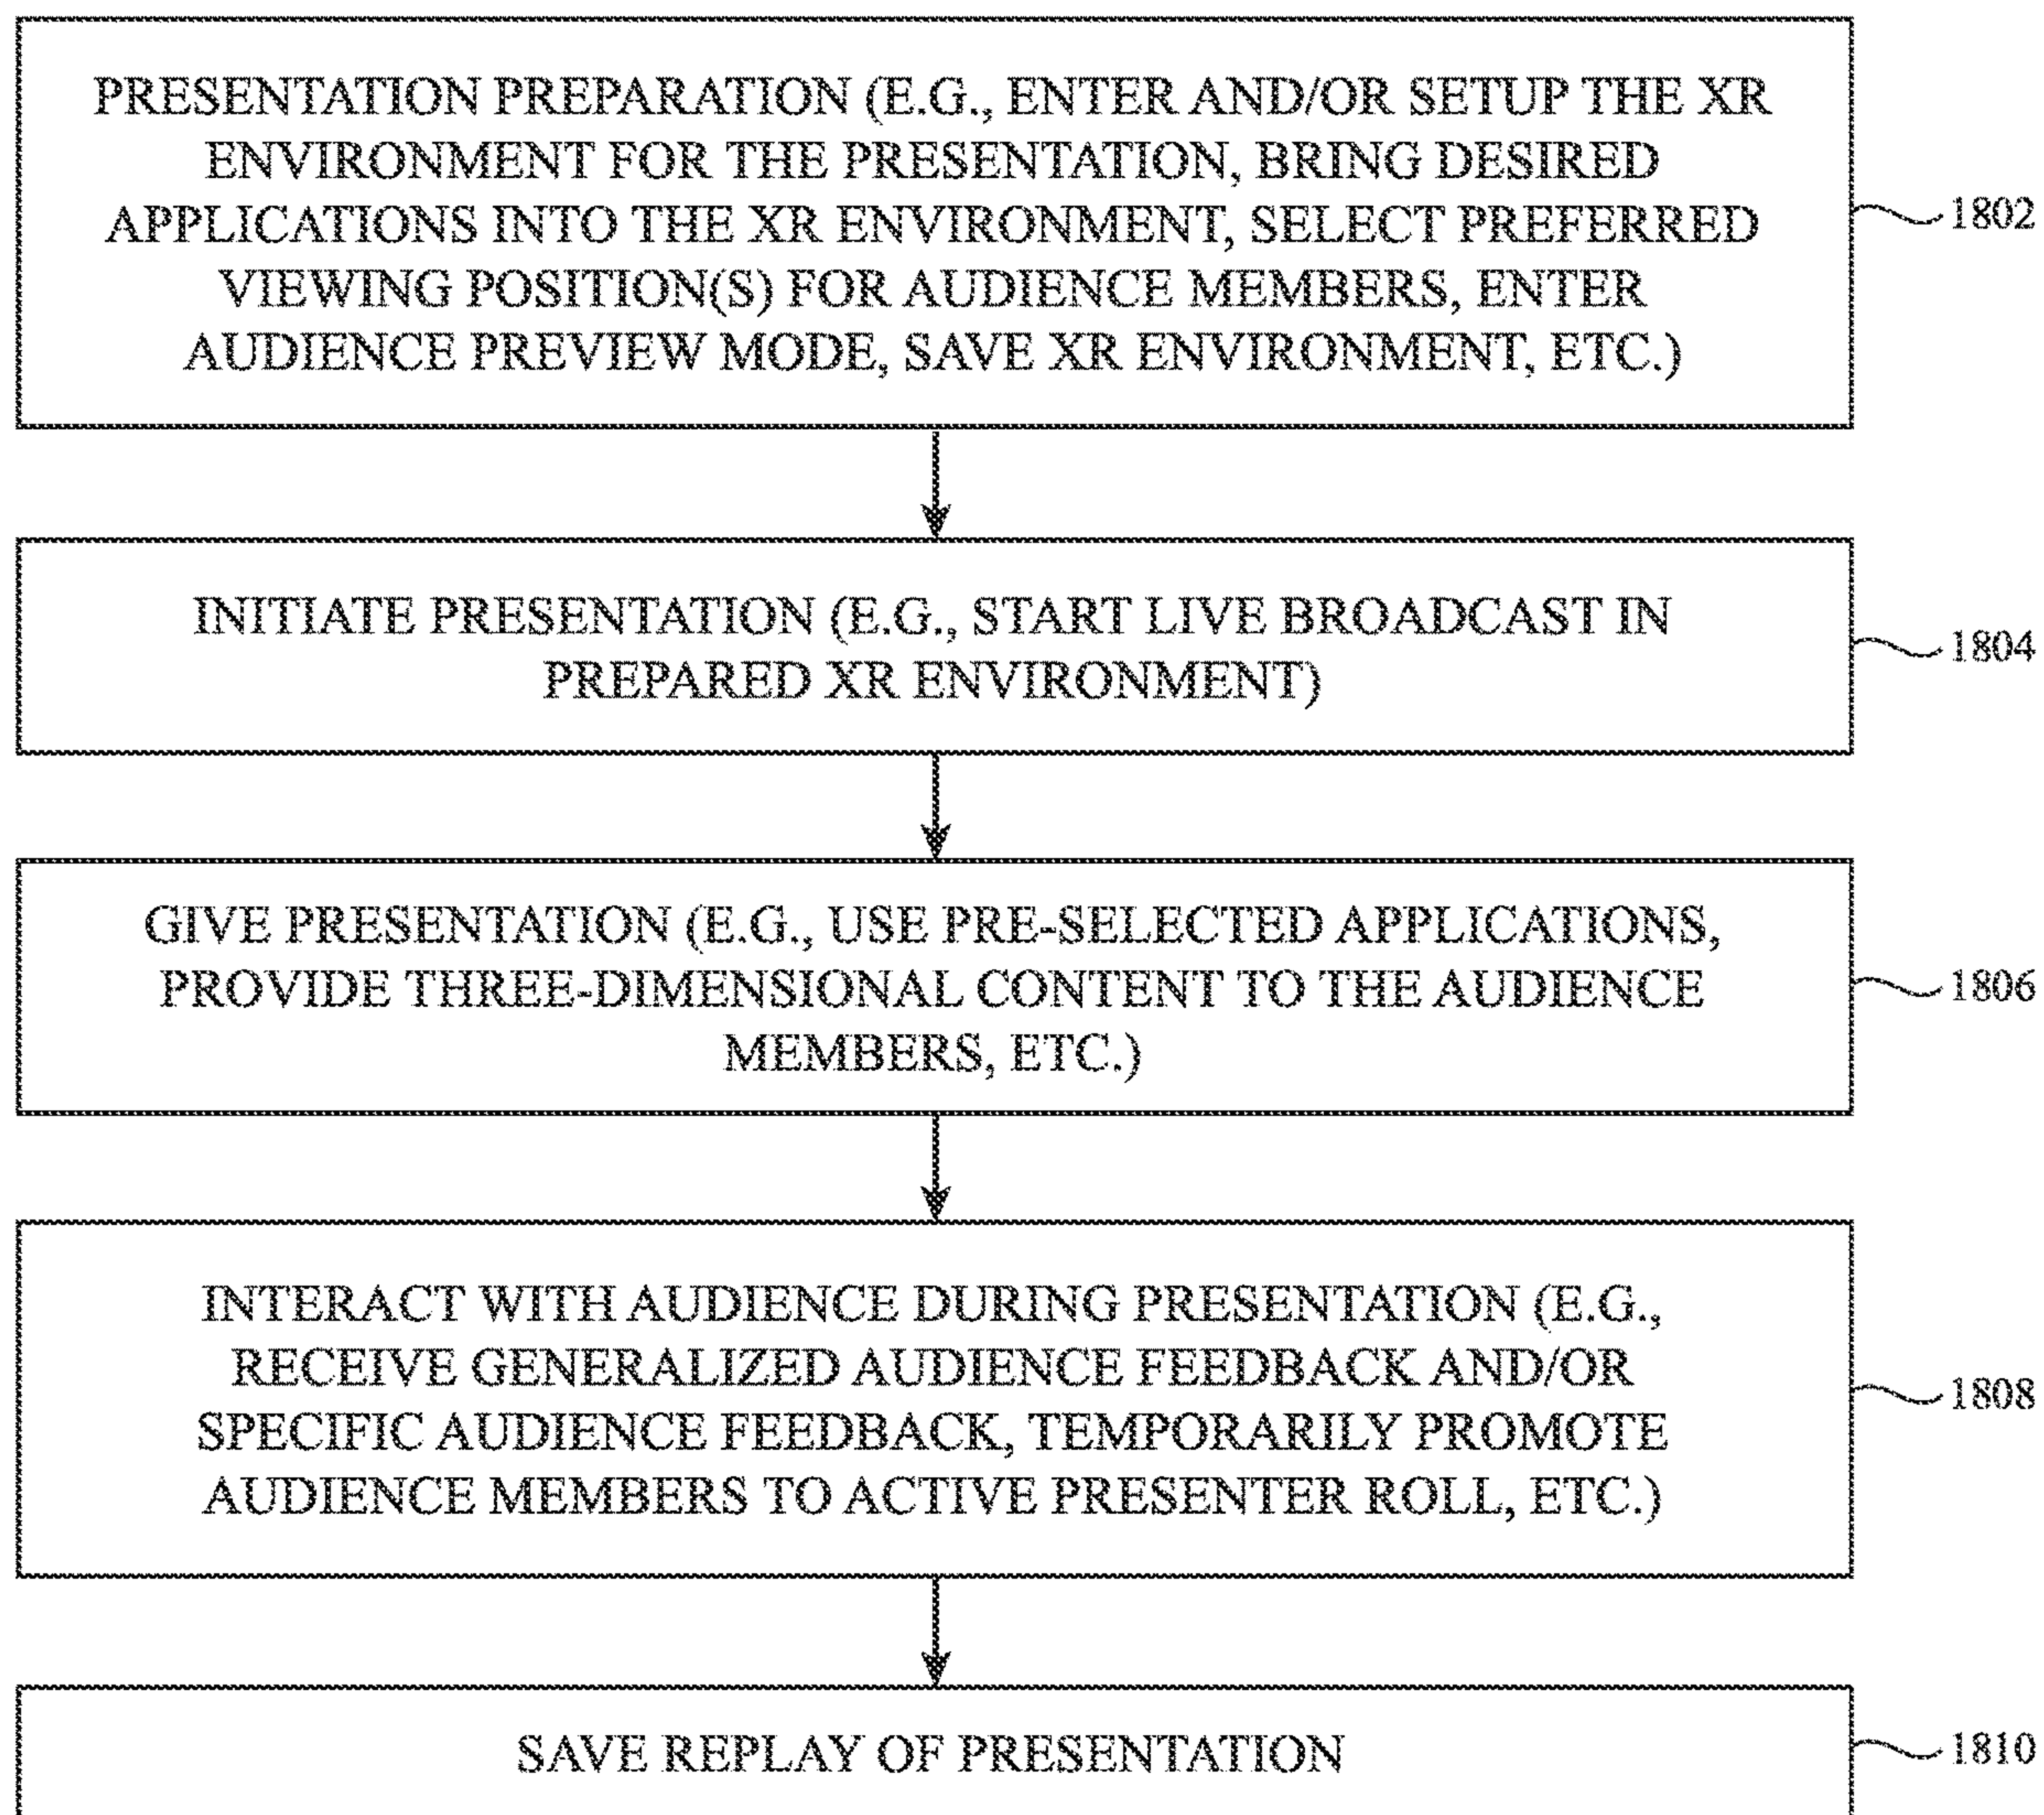 PRESENTATION PREPARATION (E.G., ENTER AND/OR SETUP THE XR
ENVIRONMENT FOR THE PRESENTATION, BRING DESIRED
APPLICATIONS INTO THE XR ENVIRONMENT, SELECT PREFERRED
VIEWING POSITION(S) FOR AUDIENCE MEMBERS, ENTER
AUDIENCE PREVIEW MODE, SAVE XR ENVIRONMENT, ETC.)
1802
INITIATE PRESENTATION (E.G., START LIVE BROADCAST IN
PREPARED XR ENVIRONMENT)
1804
GIVE PRESENTATION (E.G., USE PRE-SELECTED APPLICATIONS,
PROVIDE THREE-DIMENSIONAL CONTENT TO THE AUDIENCE
MEMBERS, ETC.)
1806
INTERACT WITH AUDIENCE DURING PRESENTATION (E.G.,
RECEIVE GENERALIZED AUDIENCE FEEDBACK AND/OR
SPECIFIC AUDIENCE FEEDBACK, TEMPORARILY PROMOTE
AUDIENCE MEMBERS TO ACTIVE PRESENTER ROLL, ETC.)
1808
SAVE REPLAY OF PRESENTATION
1810